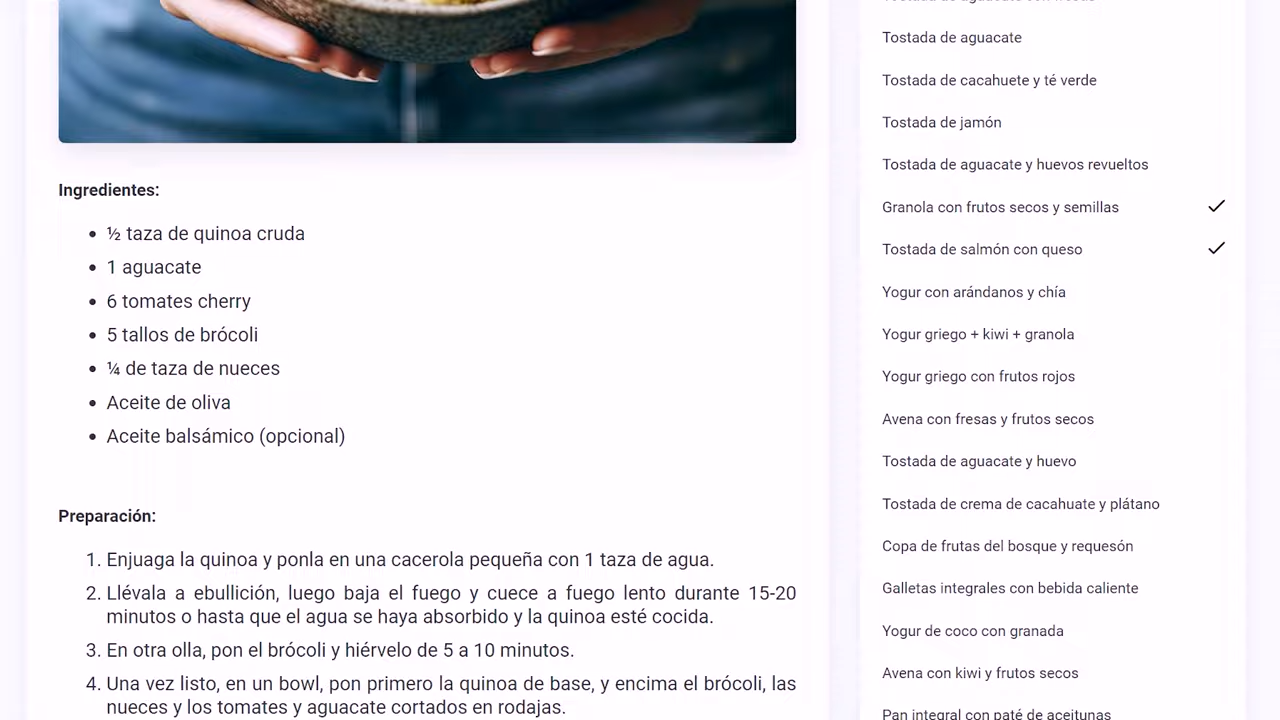 Ingredientes:
½ taza de quinoa cruda
1 aguacate
6 tomates cherry
5 tallos de brócoli
¼ de taza de nueces
Aceite de oliva
Aceite balsámico (opcional)
Preparación:
1. Enjuaga la quinoa y ponla en una cacerola pequeña con 1 taza de agua.
2. Llévala a ebullición, luego baja el fuego y cuece a fuego lento durante 15-20
minutos o hasta que el agua se haya absorbido y la quinoa esté cocida.
3. En otra olla, pon el brócoli y hiérvelo de 5 a 10 minutos.
4. Una vez listo, en un bowl, pon primero la quinoa de base, y encima el brócoli, las
nueces y los tomates y aguacate cortados en rodajas.
Tostada de aguacate con fresas
Tostada de aguacate
Tostada de cacahuete y té verde
Tostada de jamón
Tostada de aguacate y huevos revueltos
Granola con frutos secos y semillas
Tostada de salmón con queso
Yogur con arándanos y chía
Yogur griego + kiwi + granola
Yogur griego con frutos rojos
Avena con fresas y frutos secos
Tostada de aguacate y huevo
Tostada de crema de cacahuate y plátano
Copa de frutas del bosque y requesón
Galletas integrales con bebida caliente
Yogur de coco con granada
Avena con kiwi y frutos secos
Pan integral con paté de aceitunas